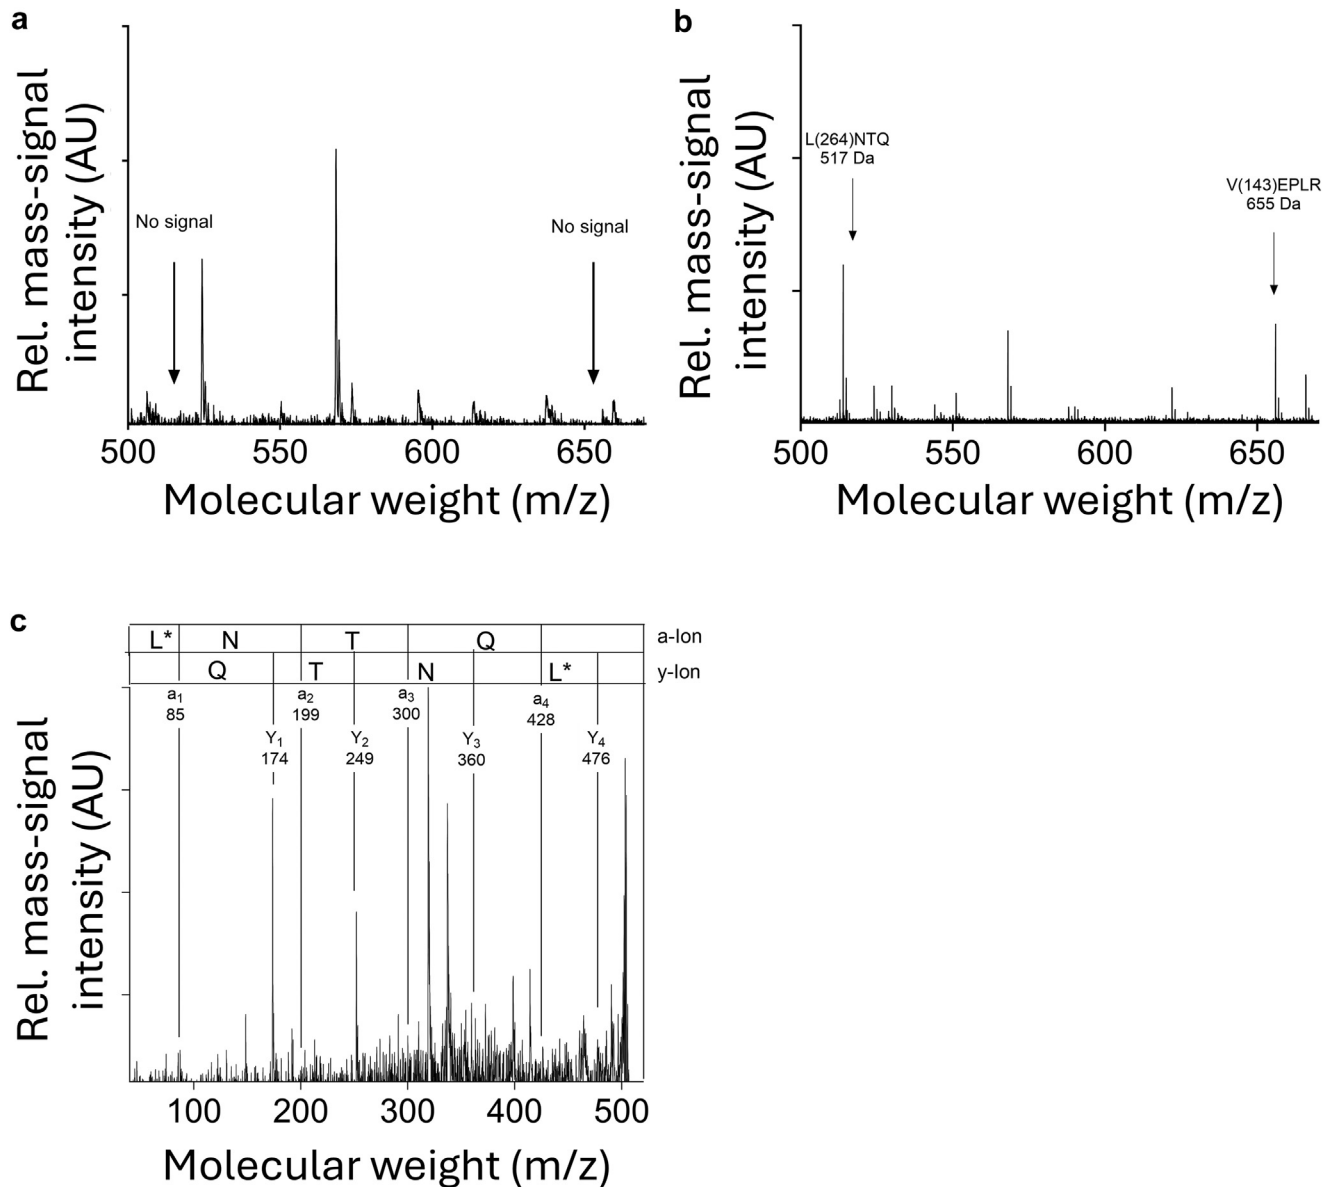 a
Rel. mass-signal
intensity (AU)
No signal
No signal
500
550
600
650
Molecular weight (m/z)
b
Rel. mass-signal
intensity (AU)
L(264)NTQ
517 Da
V(143)EPLR
655 Da
500
550
600
650
Molecular weight (m/z)
c
Rel. mass-signal
intensity (AU)
L* N T Q a-Ion
Q T N L* y-Ion
a1 a2 a3 a4
85 199 300 428
Y1 Y2 Y3 Y4
174 249 360 476
100 200 300 400 500
Molecular weight (m/z)